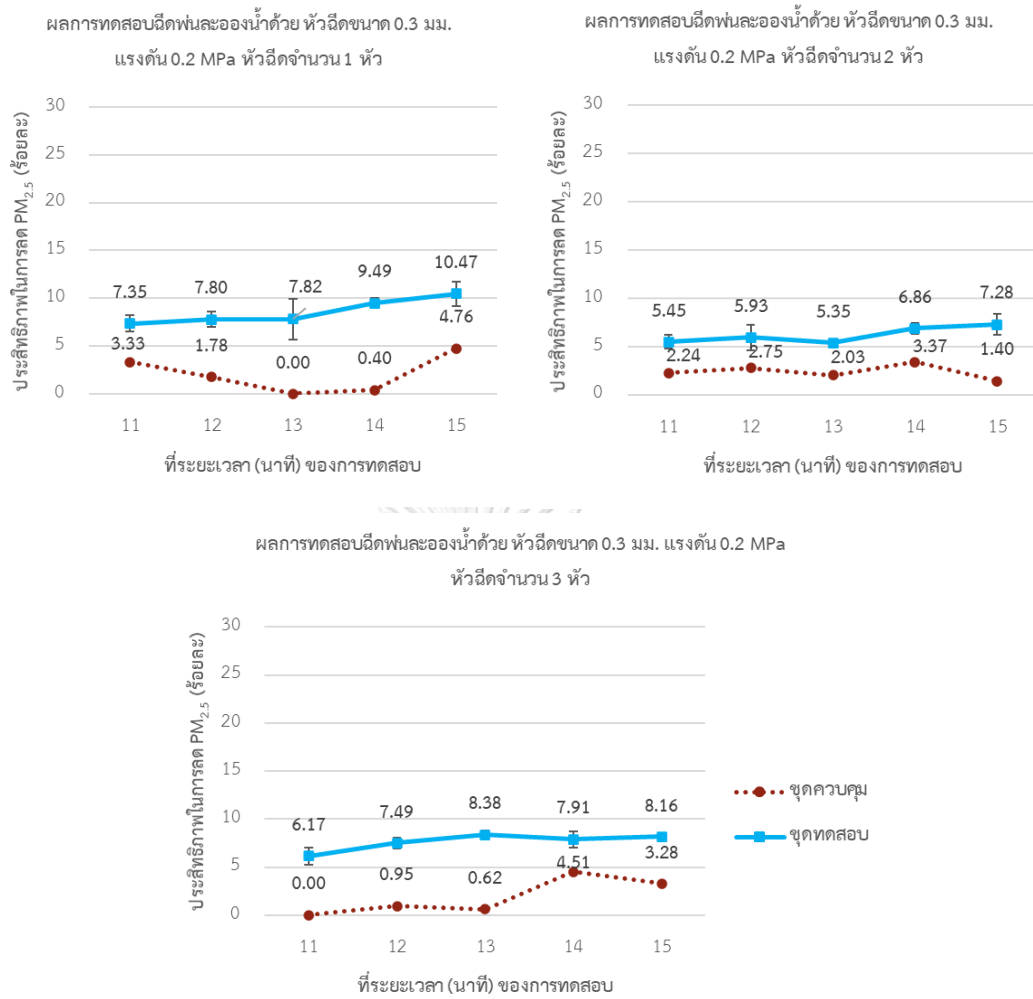 ผลการทดสอบฉีดพ่นละอองน้ำด้วย หัวฉีดขนาด 0.3 มม.
แรงดัน 0.2 MPa หัวฉีดจำนวน 1 หัว
ประสิทธิภาพในการลด PM2.5 (ร้อยละ)
30
25
20
15
10
5
0
7.35 7.80 7.82 9.49 10.47
3.33 1.78 0.00 0.40 4.76
11 12 13 14 15
ที่ระยะเวลา (นาที) ของการทดสอบ
ผลการทดสอบฉีดพ่นละอองน้ำด้วย หัวฉีดขนาด 0.3 มม.
แรงดัน 0.2 MPa หัวฉีดจำนวน 2 หัว
ประสิทธิภาพในการลด PM2.5 (ร้อยละ)
30
25
20
15
10
5
0
5.45 5.93 5.35 6.86 7.28
2.24 2.75 2.03 3.37 1.40
11 12 13 14 15
ที่ระยะเวลา (นาที) ของการทดสอบ
ผลการทดสอบฉีดพ่นละอองน้ำด้วย หัวฉีดขนาด 0.3 มม. แรงดัน 0.2 MPa
หัวฉีดจำนวน 3 หัว
ประสิทธิภาพในการลด PM2.5 (ร้อยละ)
30
25
20
15
10
5
0
6.17 7.49 8.38 7.91 8.16
0.00 0.95 0.62 4.51 3.28
11 12 13 14 15
ที่ระยะเวลา (นาที) ของการทดสอบ
ชุดควบคุม
ชุดทดสอบ